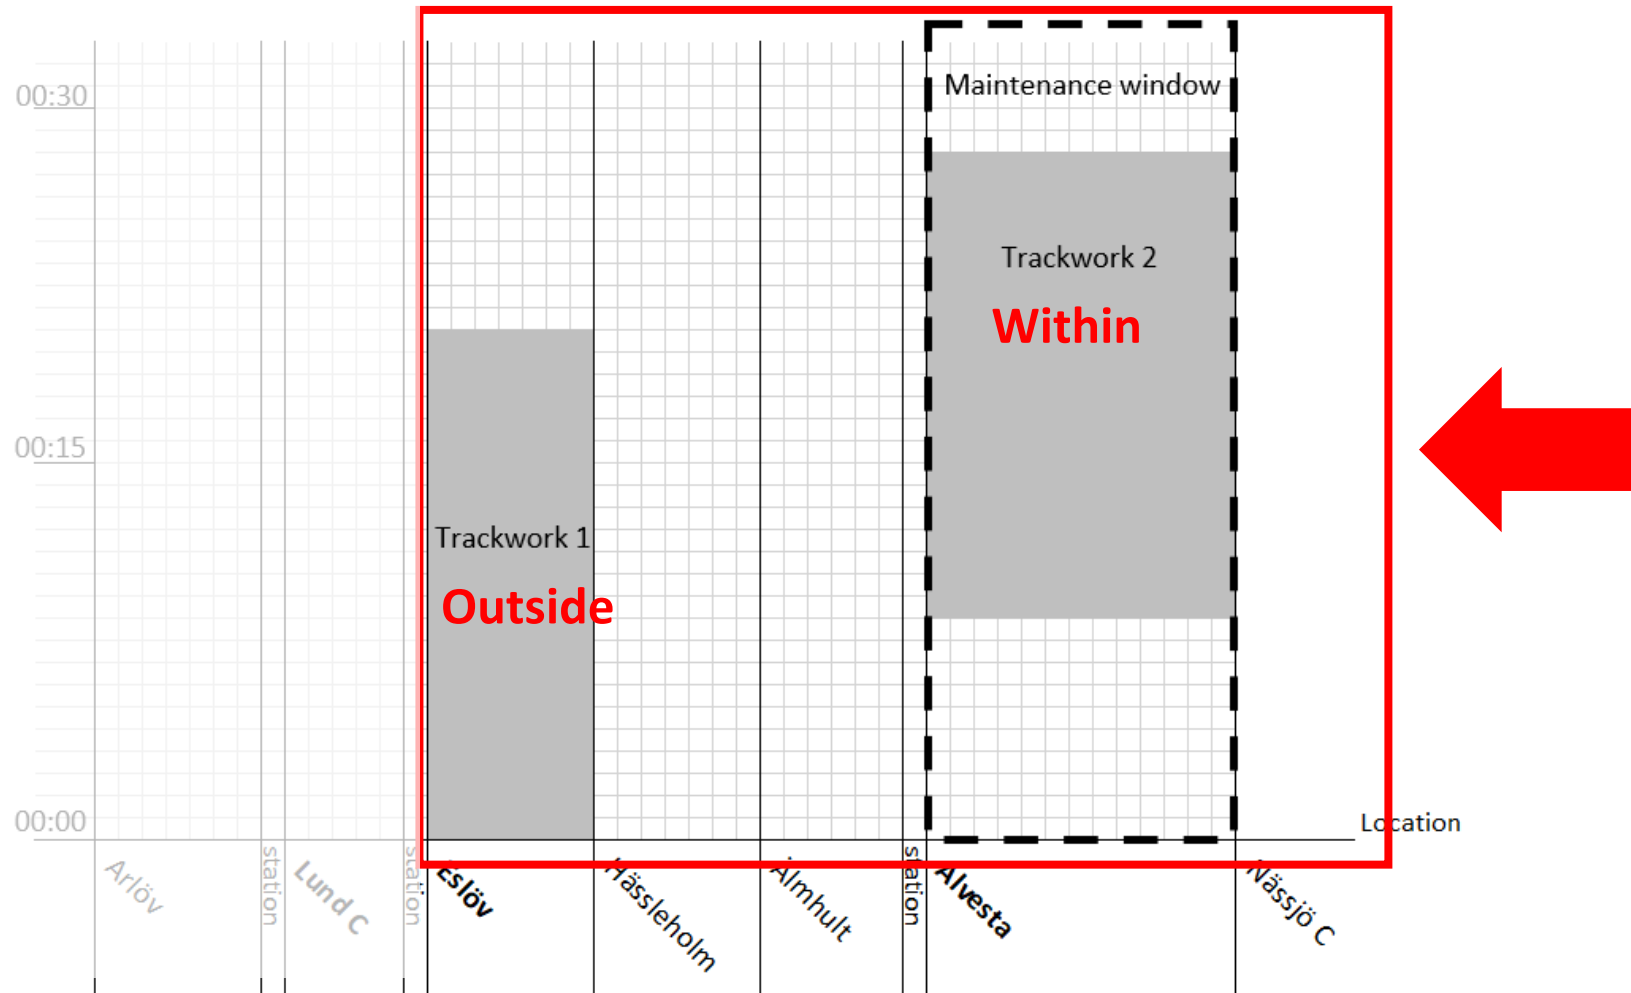 00:30
Maintenance window
Trackwork 2
Within
00:15
Trackwork 1
Outside
00:00
Location
Arlöv
station
Lund C
station
Eslöv
Hässleholm
Älmhult
station
Alvesta
Nässjö C